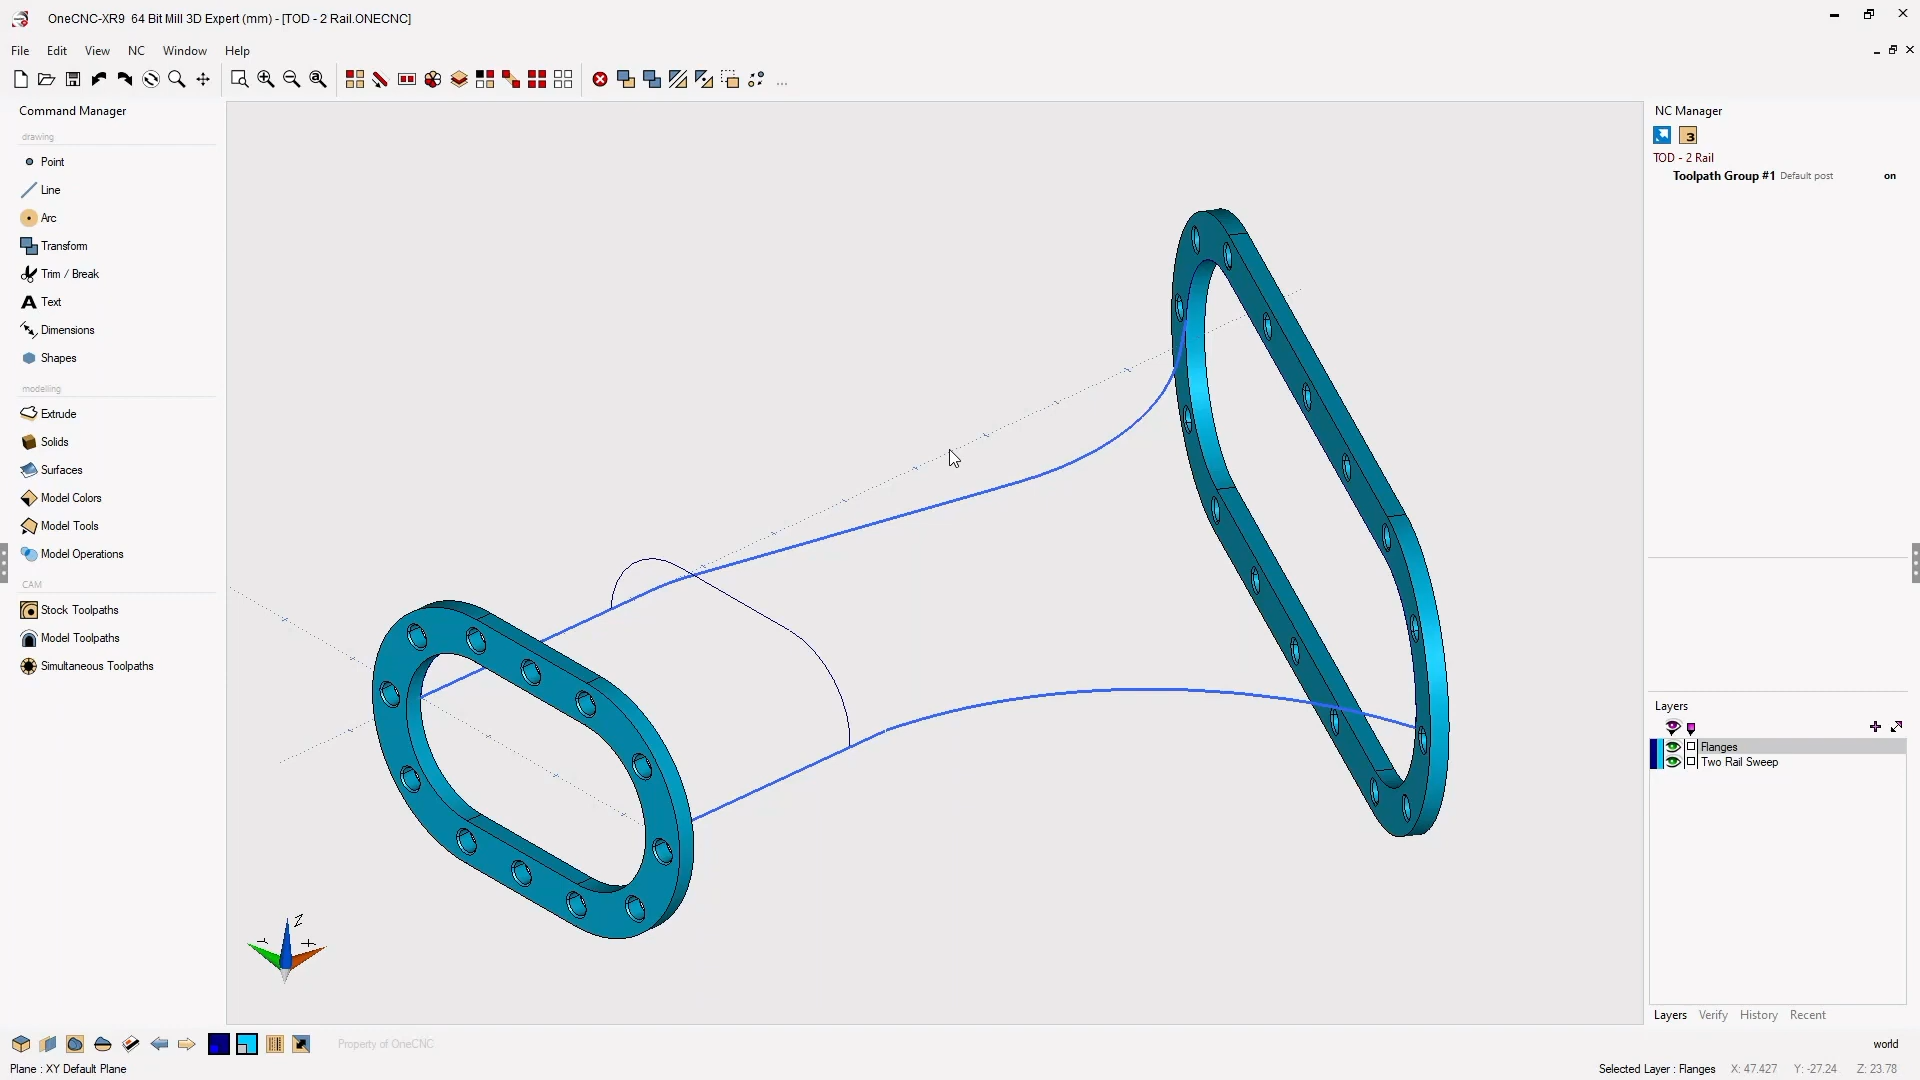 OneCNC-XR9  64 Bit Mill 3D Expert (mm) - [TOD - 2 Rail.ONECNC]
File Edit View NC Window Help
...
Command Manager
drawing
Point
Line
Arc
Transform
Trim / Break
A Text
Dimensions
Shapes
modelling
Extrude
Solids
Surfaces
Model Colors
Model Tools
Model Operations
CAM
Stock Toolpaths
Model Toolpaths
Simultaneous Toolpaths
Z
NC Manager
3
TOD - 2 Rail
Toolpath Group #1 Default post on
Layers
Flanges
Two Rail Sweep
Layers Verify History Recent
Property of OneCNC
world
Plane : XY Default Plane
Selected Layer : Flanges X: 47.427 Y: -27.24 Z: 23.78